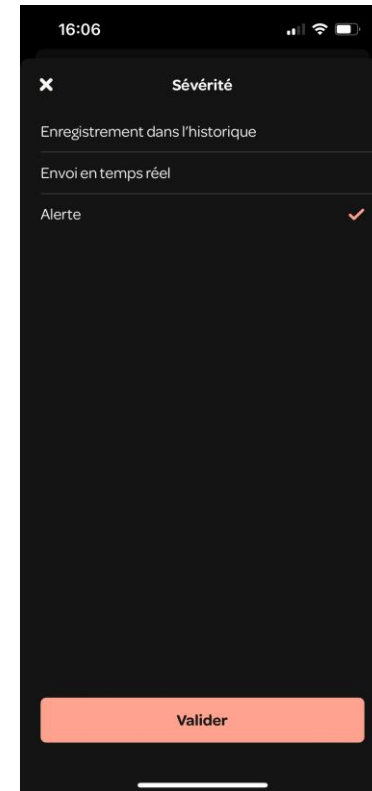 16:06
Sévérité
Enregistrement dans l'historique
Envoi en temps réel
Alerte
Valider